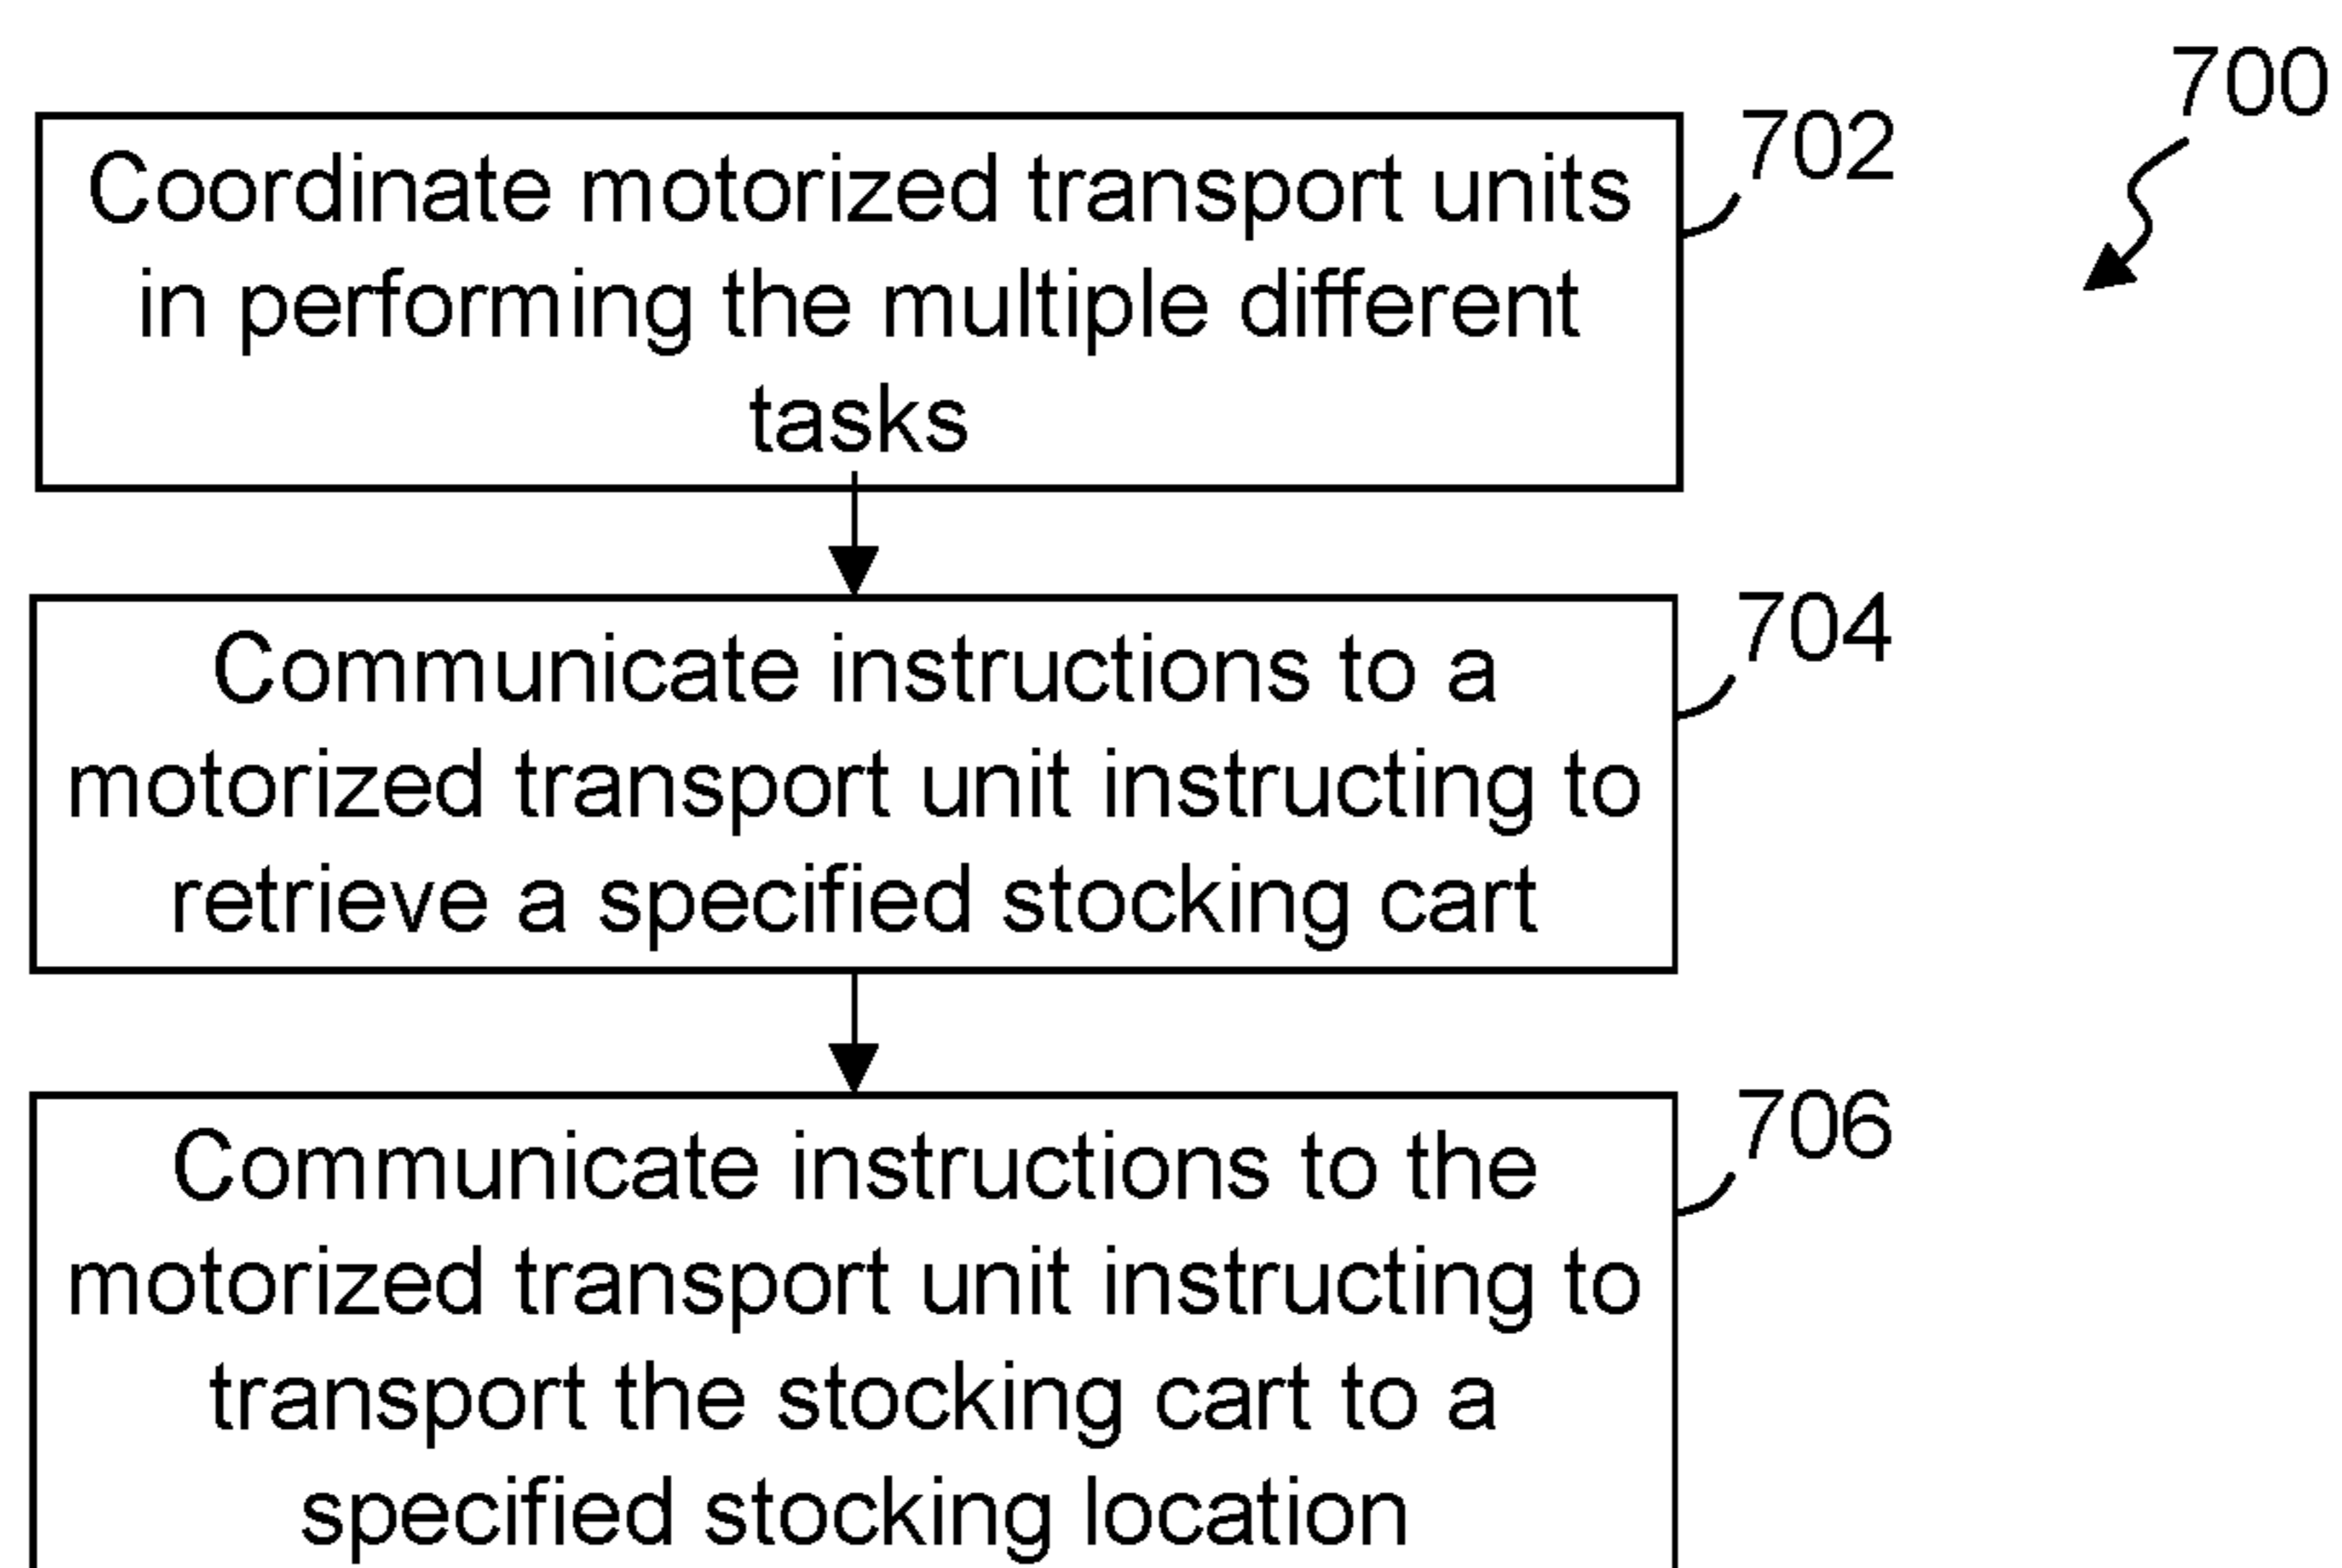 700
702
Coordinate motorized transport units
in performing the multiple different
tasks
704
Communicate instructions to a
motorized transport unit instructing to
retrieve a specified stocking cart
706
Communicate instructions to the
motorized transport unit instructing to
transport the stocking cart to a
specified stocking location